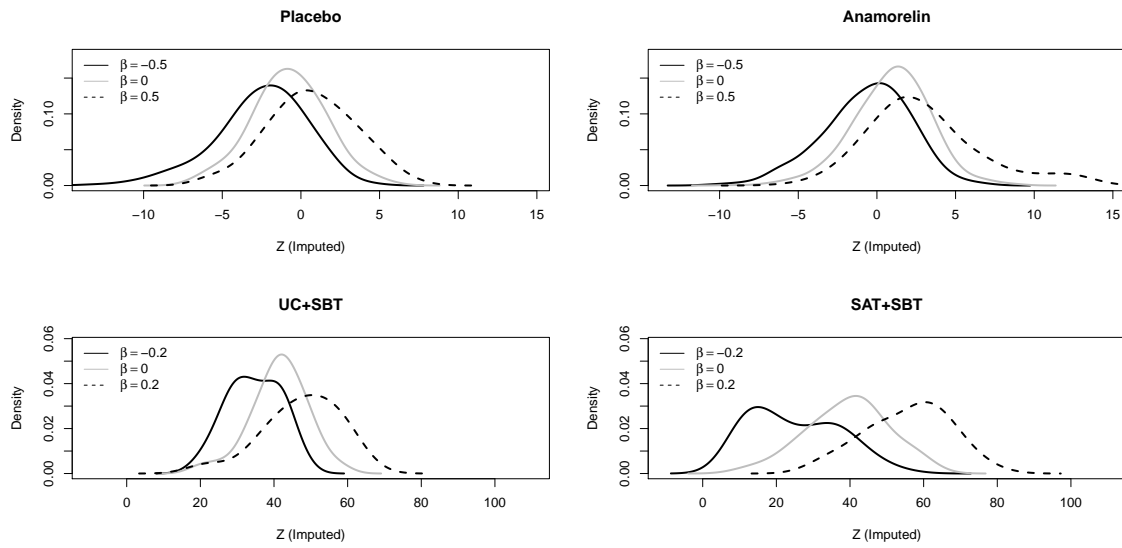 Placebo
β = −0.5
β = 0
β = 0.5
Density
0.00
0.10
−10 −5 0 5 10 15
Z (Imputed)
Anamorelin
β = −0.5
β = 0
β = 0.5
Density
0.00
0.10
−10 −5 0 5 10 15
Z (Imputed)
UC+SBT
β = −0.2
β = 0
β = 0.2
Density
0.00
0.02
0.04
0.06
0 20 40 60 80 100
Z (Imputed)
SAT+SBT
β = −0.2
β = 0
β = 0.2
Density
0.00
0.02
0.04
0.06
0 20 40 60 80 100
Z (Imputed)